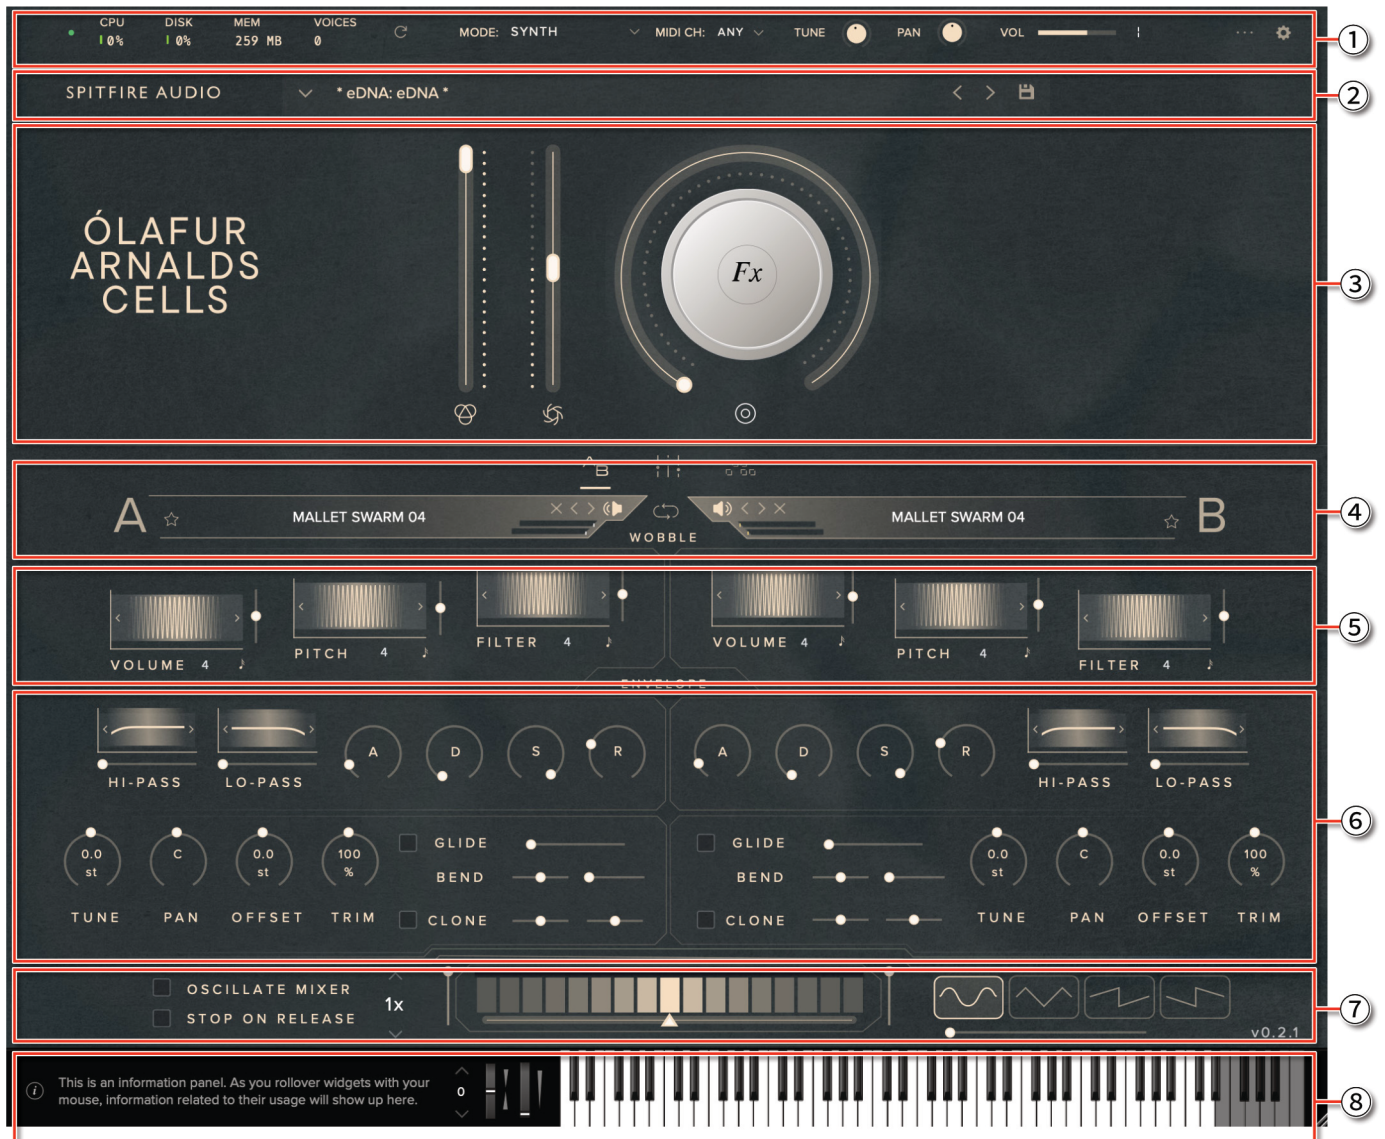 CPU DISK MEM VOICES
0% 0% 259 MB 0
MODE: SYNTH MIDI CH: ANY TUNE PAN VOL ...
1
SPITFIRE AUDIO * eDNA: eDNA *
2
ÓLAFUR
ARNALDS
CELLS
Fx
3
A B
A MALLET SWARM 04 MALLET SWARM 04 B
WOBBLE
4
VOLUME 4 PITCH 4 FILTER 4 VOLUME 4 PITCH 4 FILTER 4
5
ENVELOPE
A D S R A D S R
HI-PASS LO-PASS HI-PASS LO-PASS
6
GLIDE GLIDE
0.0 st C 0.0 st 100 % 0.0 st C 0.0 st 100 %
BEND BEND
TUNE PAN OFFSET TRIM CLONE CLONE TUNE PAN OFFSET TRIM
OSCILLATE MIXER
1x
STOP ON RELEASE
v0.2.1
7
This is an information panel. As you rollover widgets with your
mouse, information related to their usage will show up here.
i
0
8